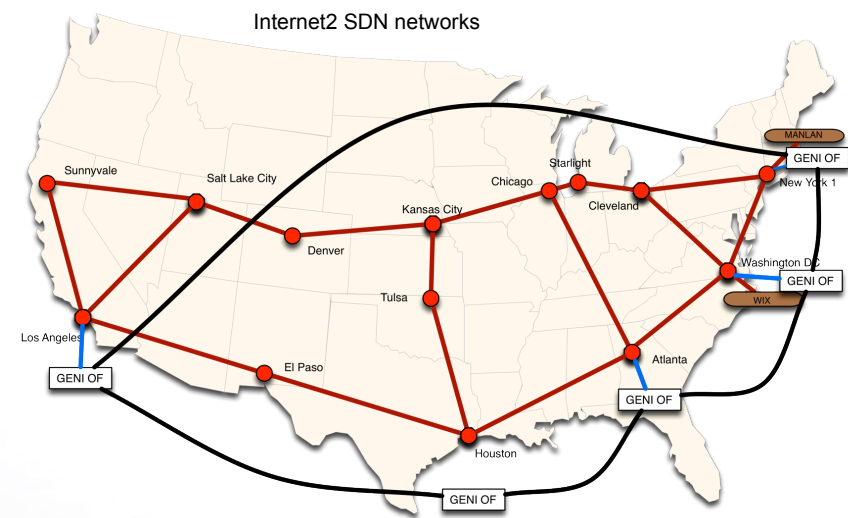 Internet2 SDN networks
MANLAN
GENI OF
Starlight
Sunnyvale
Salt Lake City
Chicago
New York 1
Cleveland
Kansas City
Denver
Washington DC
GENI OF
Tulsa
WIX
Los Angeles
El Paso
Atlanta
GENI OF
GENI OF
Houston
GENI OF